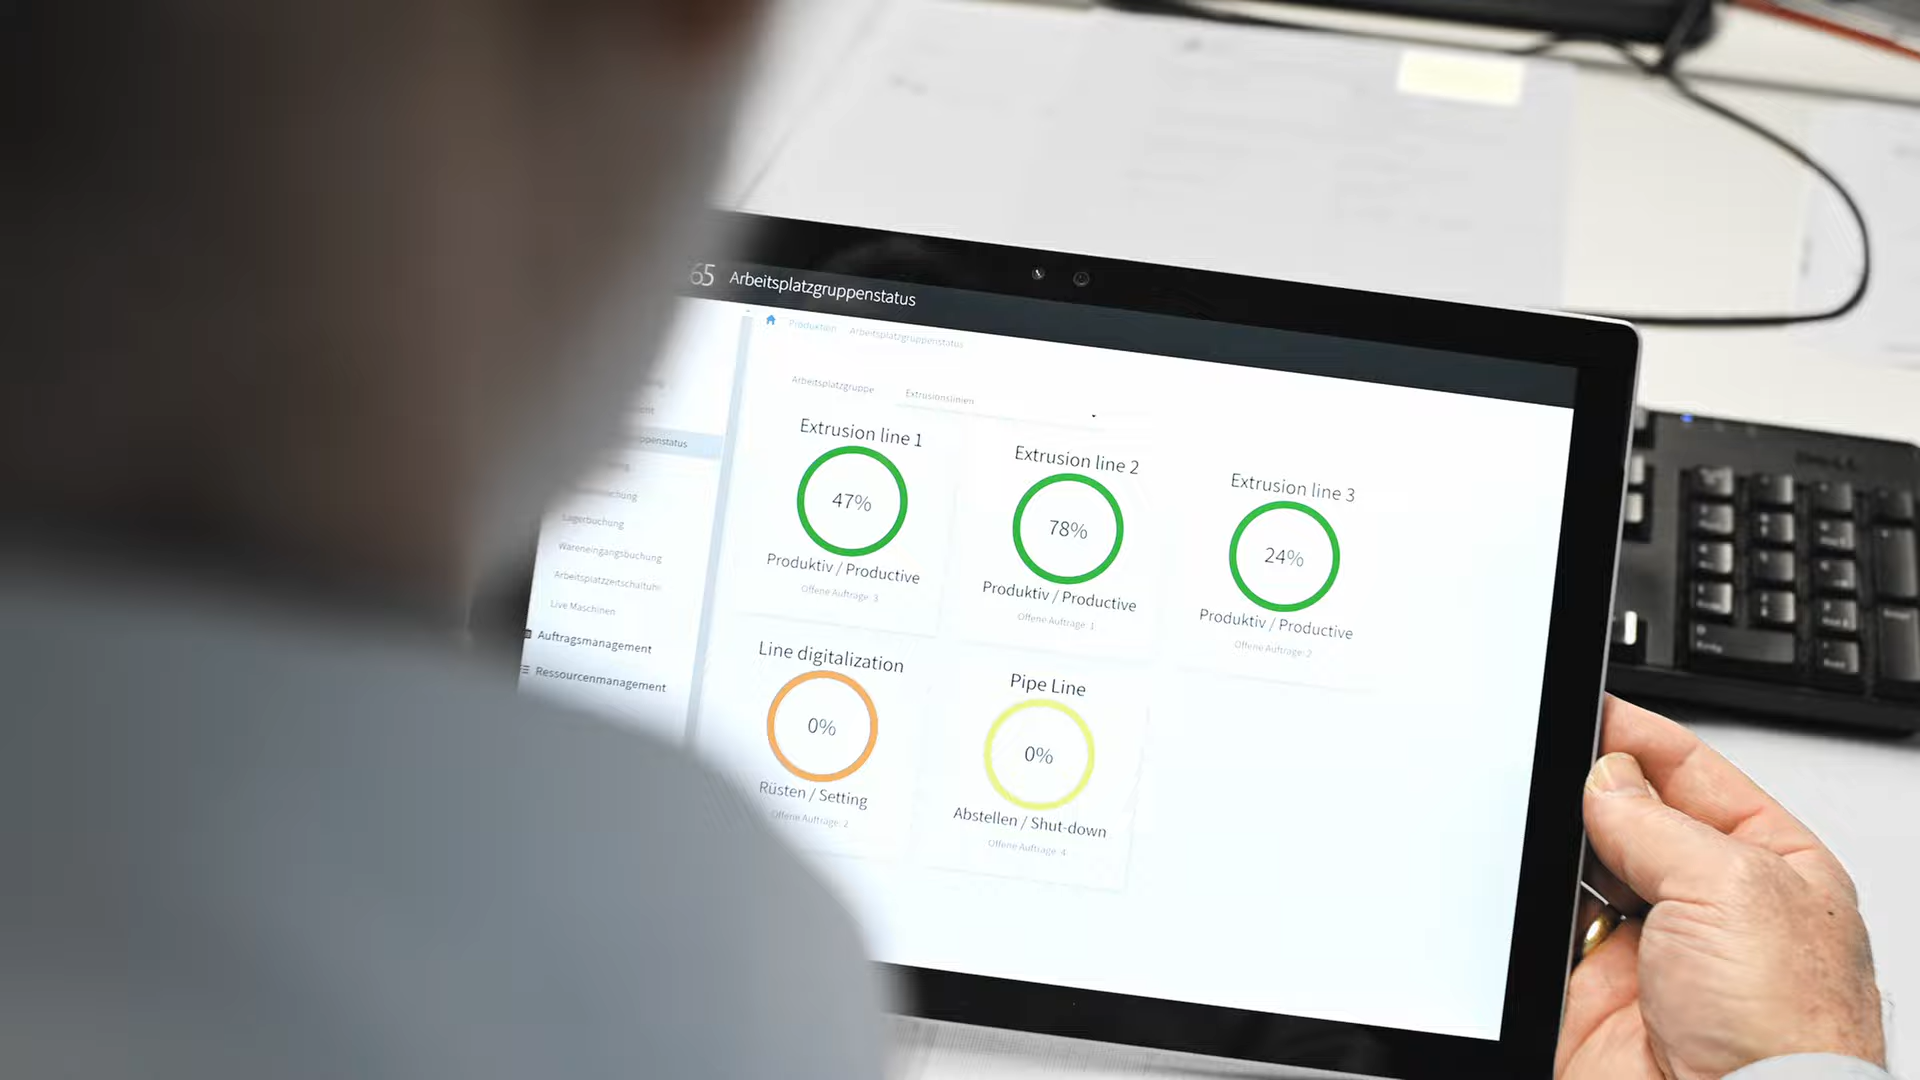 65 Arbeitsplatzgruppenstatus
Produktion Arbeitsplatzgruppenstatus
Arbeitsplatzgruppe Extrusionslinien
Extrusion line 1
47%
Produktiv / Productive
Offene Aufträge: 3
Extrusion line 2
78%
Produktiv / Productive
Offene Aufträge: 1
Extrusion line 3
24%
Produktiv / Productive
Offene Aufträge: 2
Line digitalization
0%
Rüsten / Setting
Offene Aufträge: 2
Pipe Line
0%
Abstellen / Shut-down
Offene Aufträge: 4
ppenstatus
chung
Lagerbuchung
Wareneingangsbuchung
Live Maschinen
Auftragsmanagement
Ressourcenmanagement